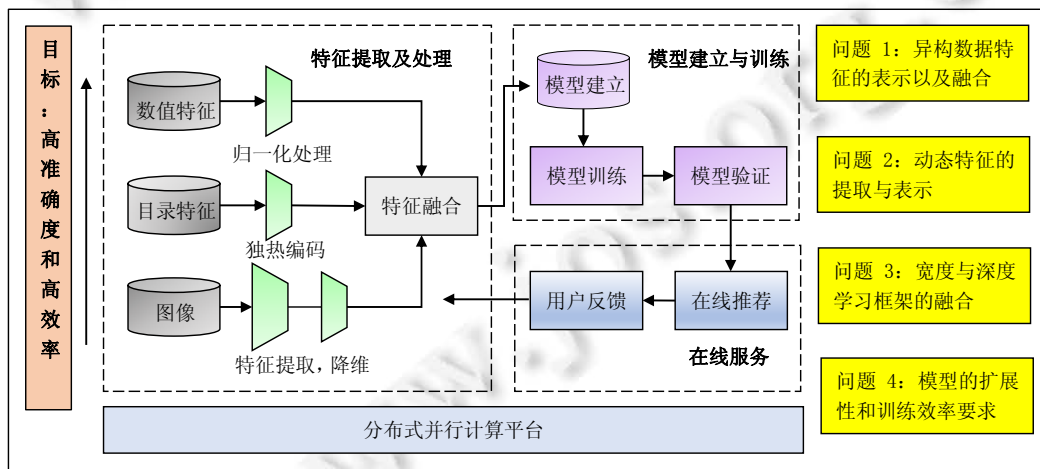 目标:高准确度和高效率
特征提取及处理
数值特征
归一化处理
目录特征
独热编码
特征融合
图像
特征提取,降维
模型建立与训练
模型建立
模型训练
模型验证
用户反馈
在线推荐
在线服务
分布式并行计算平台
问题 1: 异构数据特
征的表示以及融合
问题 2: 动态特征的
提取与表示
问题 3: 宽度与深度
学习框架的融合
问题 4: 模型的扩展
性和训练效率要求